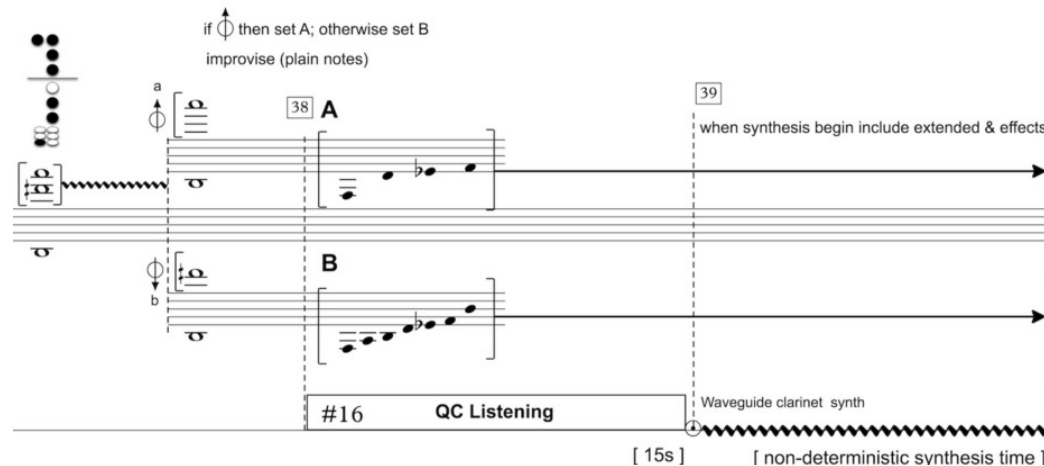 if then set A; otherwise set B
improvise (plain notes)
a
38
A
39
when synthesis begin include extended & effects
b
B
#16 QC Listening
Waveguide clarinet synth
[ 15s ]
[ non-deterministic synthesis time ]